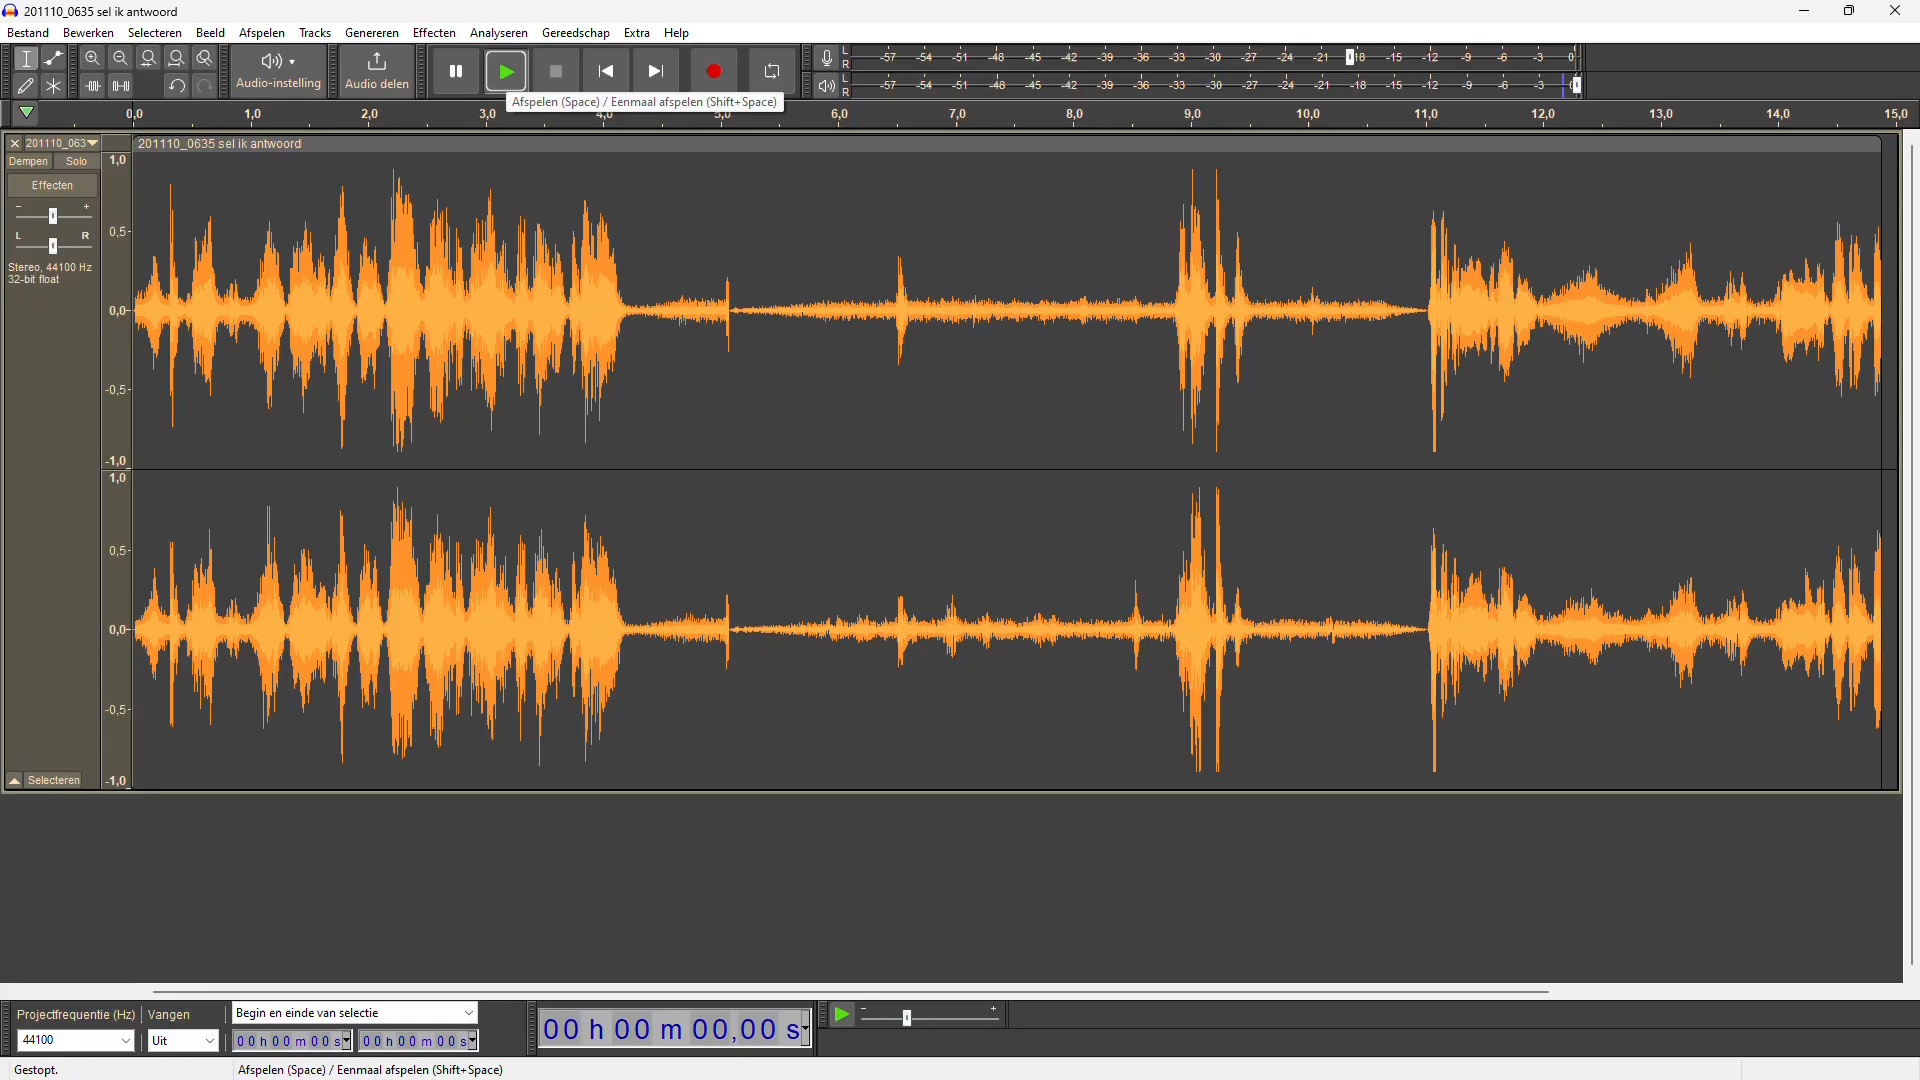 201110_0635 sel ik antwoord
Bestand Bewerken Selecteren Beeld Afspelen Tracks Genereren Effecten Analyseren Gereedschap Extra Help
Audio-instelling Audio delen
L R -57 -54 -51 -48 -45 -42 -39 -36 -33 -30 -27 -24 -21 -18 -15 -12 -9 -6 -3 0
L R -57 -54 -51 -48 -45 -42 -39 -36 -33 -30 -27 -24 -21 -18 -15 -12 -9 -6 -3 0
Afspelen (Space) / Eenmaal afspelen (Shift+Space)
0,0 1,0 2,0 3,0 4,0 5,0 6,0 7,0 8,0 9,0 10,0 11,0 12,0 13,0 14,0 15,0
201110_063 201110_0635 sel ik antwoord
Dempen Solo
Effecten
- +
L R
Stereo, 44100 Hz
32-bit float
1,0
0,5-
0,0-
-0,5-
-1,0
1,0
0,5-
0,0-
-0,5-
-1,0
Selecteren
Projectfrequentie (Hz) Vangen Begin en einde van selectie
44100 Uit 00 h 00 m 00 s 00 h 00 m 00 s
00 h 00 m 00,00 s
- +
Gestopt. Afspelen (Space) / Eenmaal afspelen (Shift+Space)